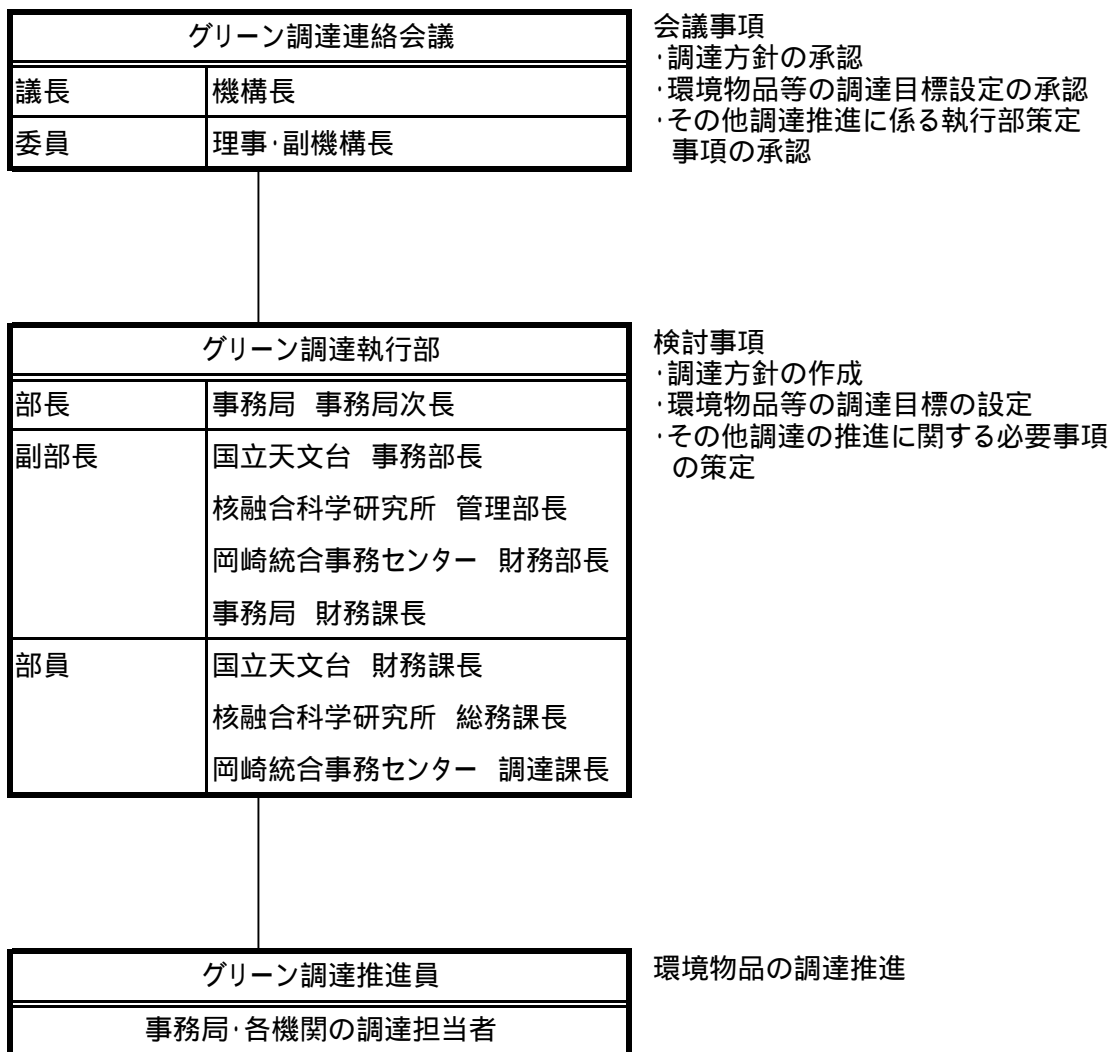 グリーン調達連絡会議
議長 機構長
委員 理事・副機構長
会議事項
・調達方針の承認
・環境物品等の調達目標設定の承認
・その他調達推進に係る執行部策定
事項の承認
グリーン調達執行部
部長 事務局 事務局次長
副部長 国立天文台 事務部長
核融合科学研究所 管理部長
岡崎統合事務センター 財務部長
事務局 財務課長
部員 国立天文台 財務課長
核融合科学研究所 総務課長
岡崎統合事務センター 調達課長
検討事項
・調達方針の作成
・環境物品等の調達目標の設定
・その他調達の推進に関する必要事項
の策定
グリーン調達推進員
事務局・各機関の調達担当者
環境物品の調達推進